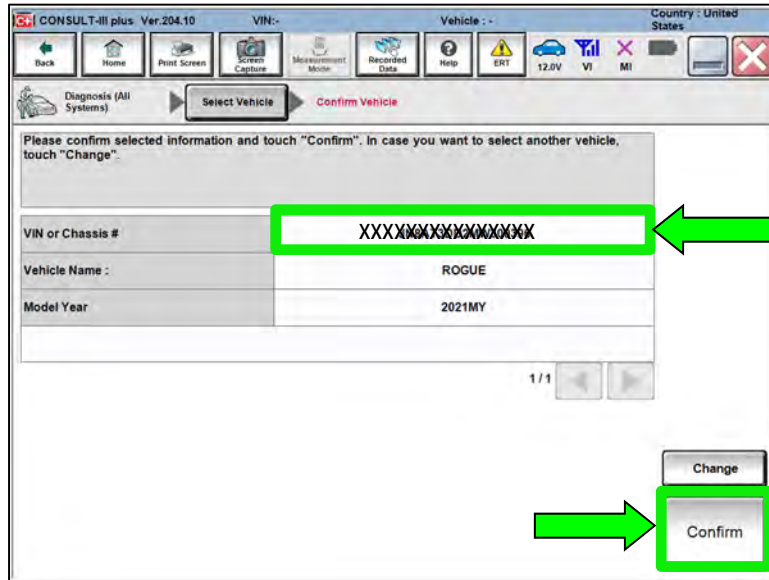 CONSULT-III plus Ver.204.10 VIN:- Vehicle : - Country : United States
Back Home Print Screen Screen Capture Measurement Mode Recorded Data Help ERT 12.0V VI MI
Diagnosis (All Systems) Select Vehicle Confirm Vehicle
Please confirm selected information and touch "Confirm". In case you want to select another vehicle,
touch "Change".
VIN or Chassis # XXXXXXXXXXXXXXXXX
Vehicle Name : ROGUE
Model Year 2021MY
1/1
Change
Confirm